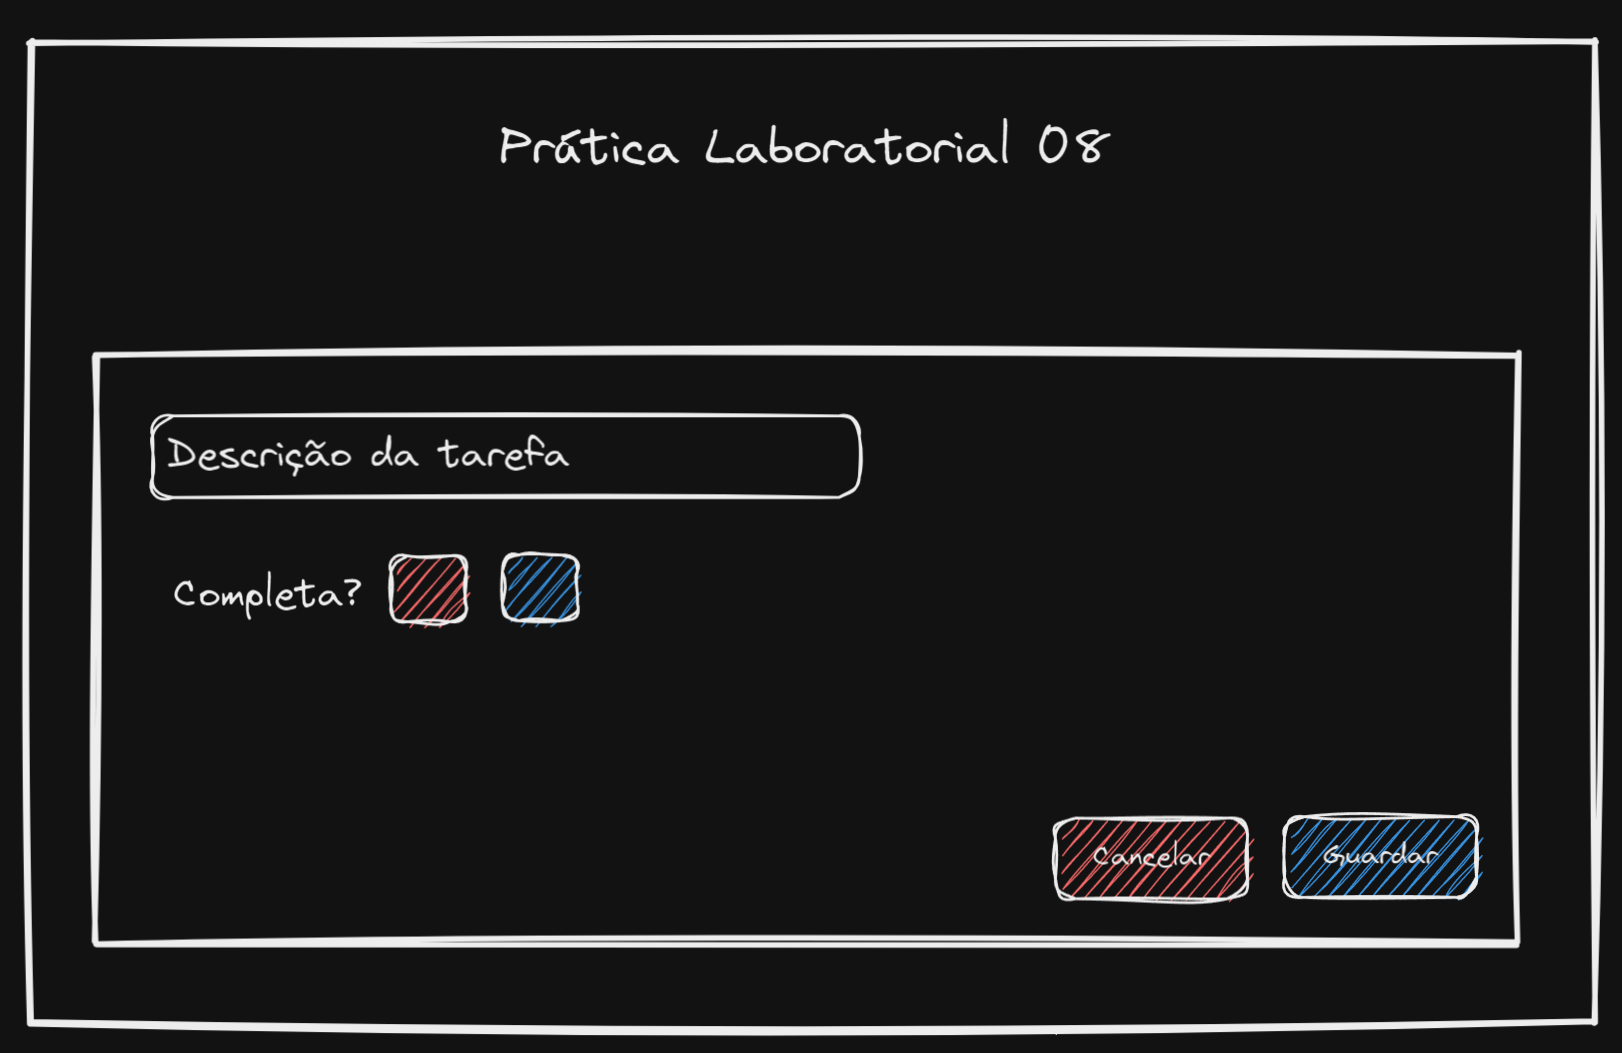 Prática Laboratorial 08
Descrição da tarefa
Completa?
Cancelar
Guardar